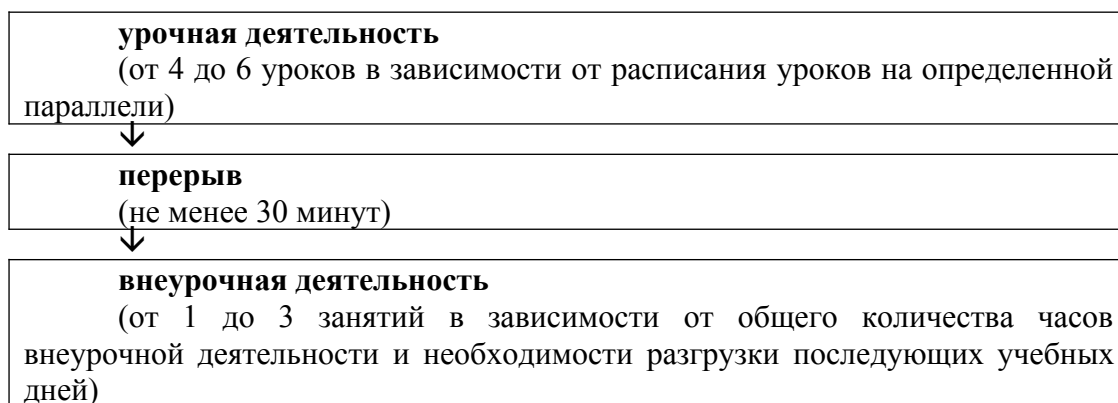 урочная деятельность
(от 4 до 6 уроков в зависимости от расписания уроков на определенной
параллели)
перерыв
(не менее 30 минут)
внеурочная деятельность
(от 1 до 3 занятий в зависимости от общего количества часов
внеурочной деятельности и необходимости разгрузки последующих учебных
дней)